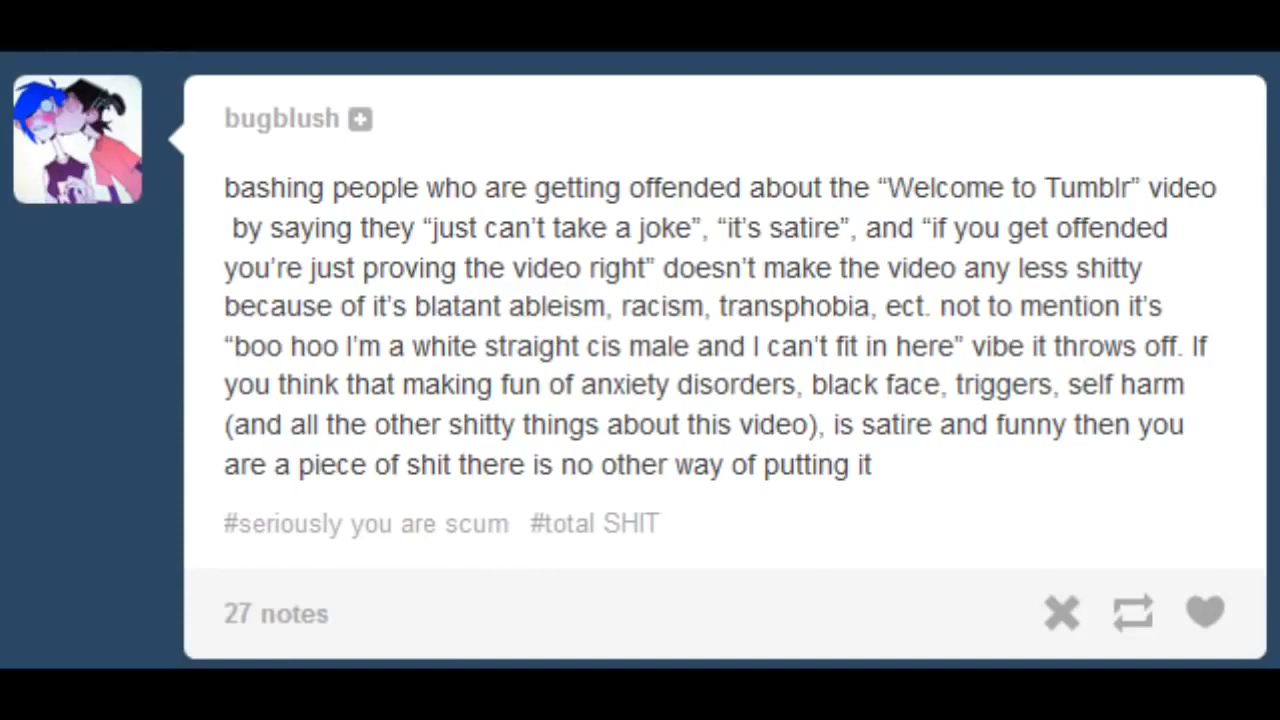 bugblush
bashing people who are getting offended about the “Welcome to Tumblr” video
by saying they “just can’t take a joke”, “it’s satire”, and “if you get offended
you’re just proving the video right” doesn’t make the video any less shitty
because of it’s blatant ableism, racism, transphobia, ect. not to mention it’s
“boo hoo I’m a white straight cis male and I can’t fit in here” vibe it throws off. If
you think that making fun of anxiety disorders, black face, triggers, self harm
(and all the other shitty things about this video), is satire and funny then you
are a piece of shit there is no other way of putting it
#seriously you are scum #total SHIT
27 notes